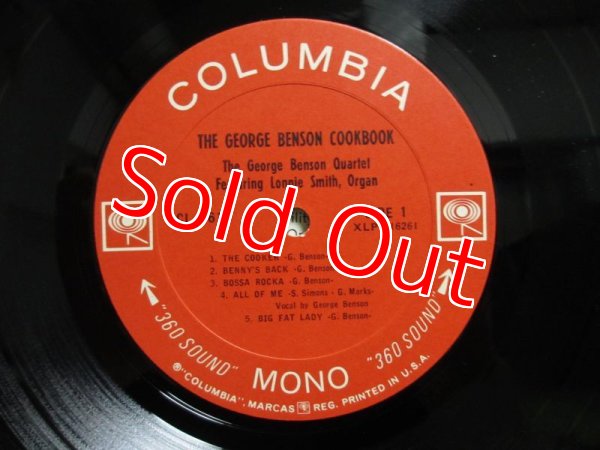 COLUMBIA
THE GEORGE BENSON COOKBOOK
The George Benson Quartet
Featuring Lonnie Smith, Organ
Sold Out
SIDE 1
1. THE COOKER -G. Benson-
2. BENNY'S BACK -G. Benson-
3. BOSSA ROCKA -G. Benson-
4. ALL OF ME -S. Simons - G. Marks-
Vocal by George Benson
5. BIG FAT LADY -G. Benson-
"360 SOUND" MONO "360 SOUND"
® "COLUMBIA", MARCAS REG. PRINTED IN U.S.A.